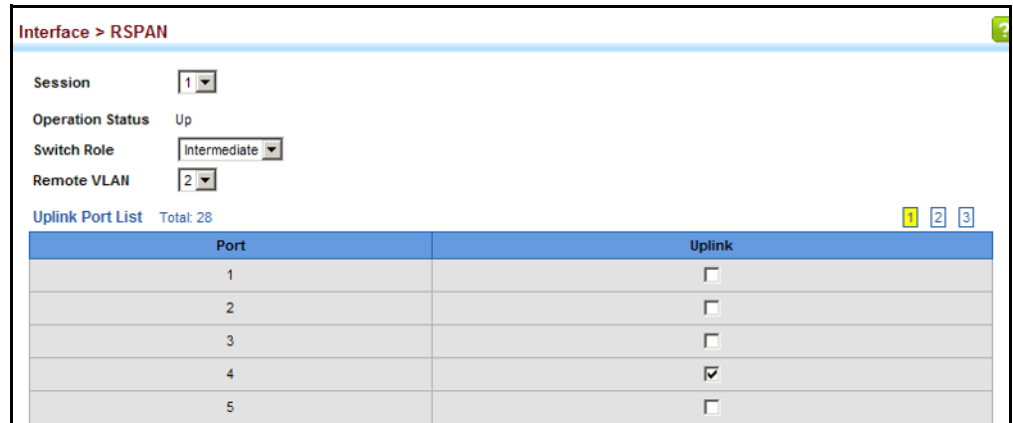 Interface > RSPAN
?
Session 1
Operation Status Up
Switch Role Intermediate
Remote VLAN 2
Uplink Port List Total: 28 1 2 3
Port Uplink
1
2
3
4
5